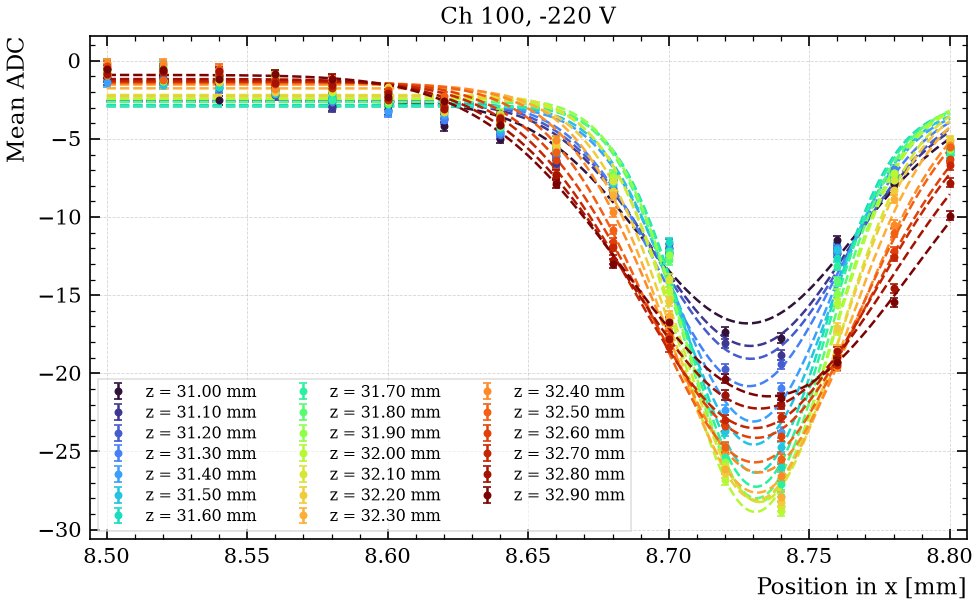 Ch 100, -220 V
Mean ADC
0
−5
−10
−15
−20
−25
−30
z = 31.00 mm
z = 31.10 mm
z = 31.20 mm
z = 31.30 mm
z = 31.40 mm
z = 31.50 mm
z = 31.60 mm
z = 31.70 mm
z = 31.80 mm
z = 31.90 mm
z = 32.00 mm
z = 32.10 mm
z = 32.20 mm
z = 32.30 mm
z = 32.40 mm
z = 32.50 mm
z = 32.60 mm
z = 32.70 mm
z = 32.80 mm
z = 32.90 mm
8.50 8.55 8.60 8.65 8.70 8.75 8.80
Position in x [mm]